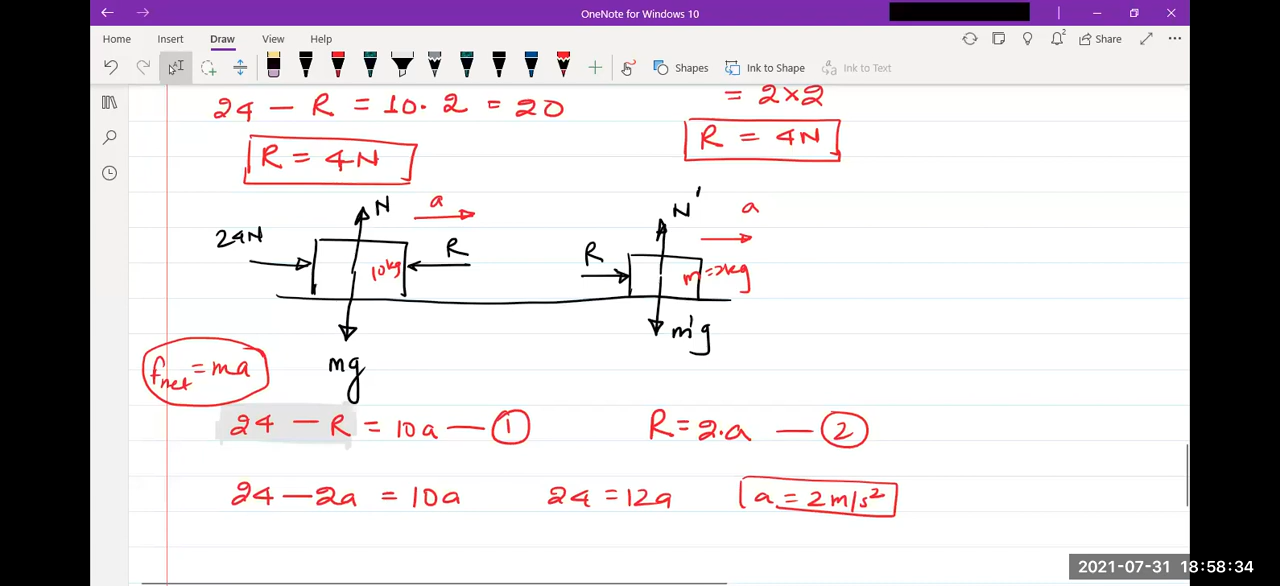 OneNote for Windows 10
Home Insert Draw View Help Share
Shapes Ink to Shape Ink to Text
24 - R = 10. 2 = 20
= 2x2
R = 4N
R = 4N
24N N a R 10kg mg
R N' a m'=2kg m'g
fnet = ma
24 - R = 10a — 1
R = 2.a — 2
24 - 2a = 10a 24 = 12a a = 2 m/s²
2021-07-31 18:58:34